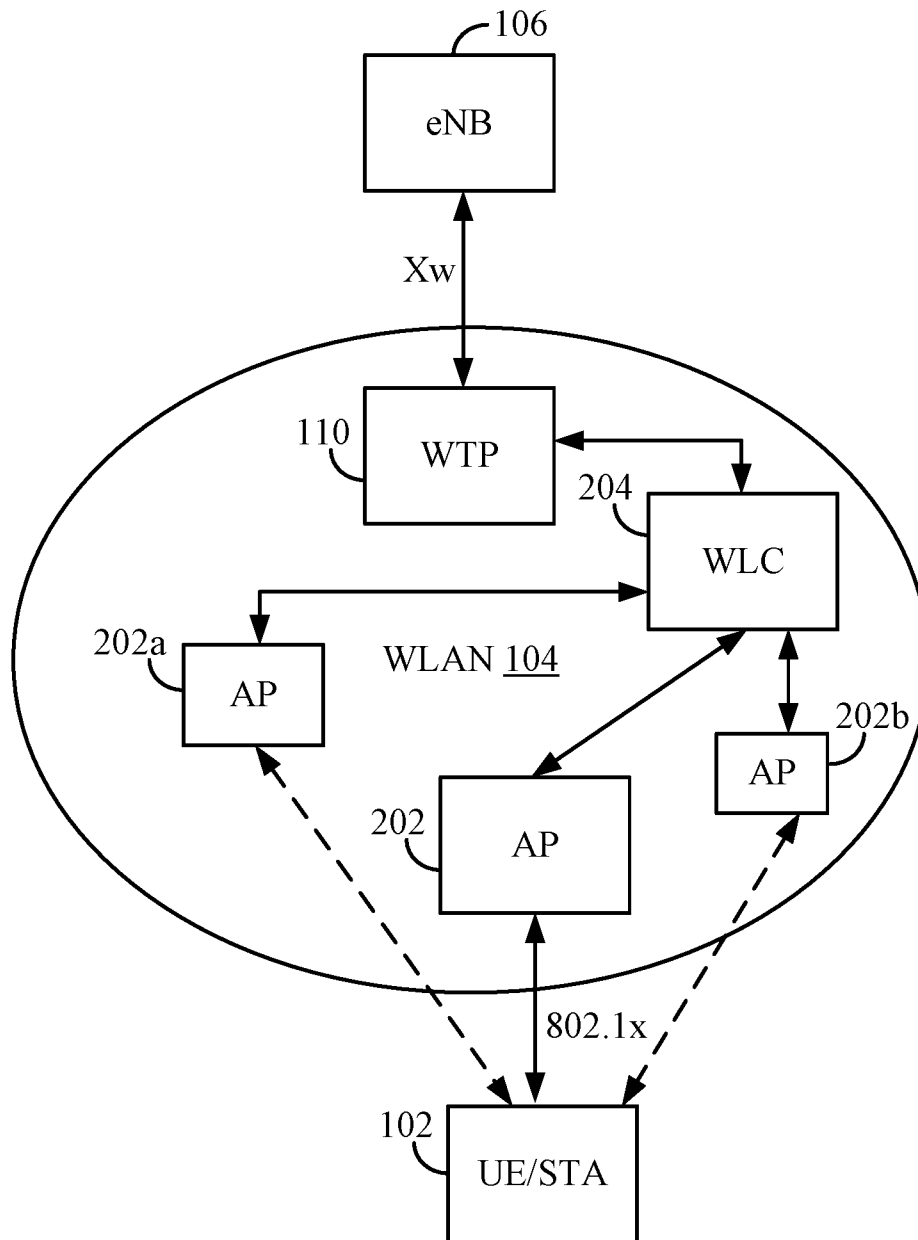 106
eNB
Xw
110
WTP
204
WLC
202a
AP
WLAN 104
202b
AP
202
AP
802.1x
102
UE/STA